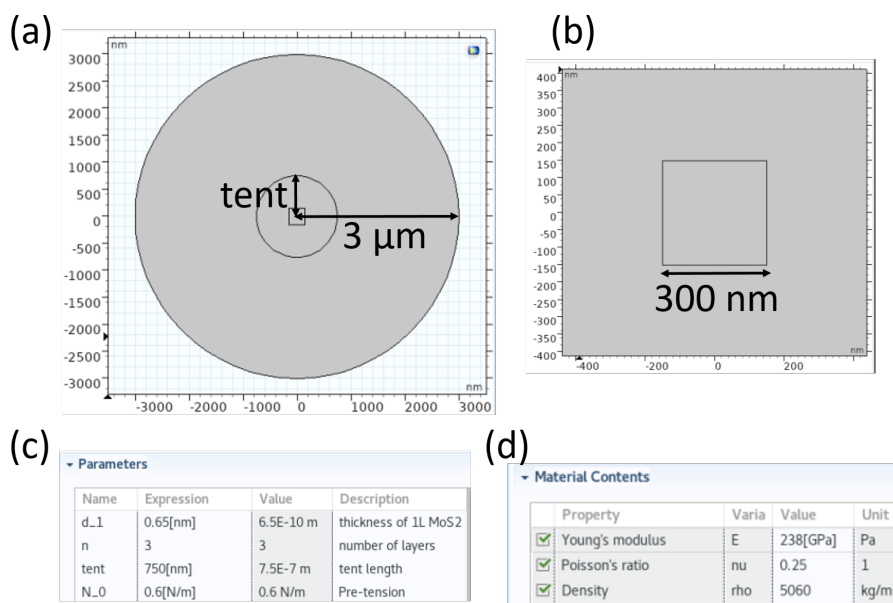 (a)
nm
3000
2500
2000
1500
1000
500
0
-500
-1000
-1500
-2000
-2500
-3000
tent
3 µm
nm
-3000 -2000 -1000 0 1000 2000 3000
(b)
nm
400
350
300
250
200
150
100
50
0
-50
-100
-150
-200
-250
-300
-350
-400
300 nm
nm
-400 -200 0 200
(c)
Parameters
Name Expression Value Description
d_1 0.65[nm] 6.5E-10 m thickness of 1L MoS2
n 3 3 number of layers
tent 750[nm] 7.5E-7 m tent length
N_0 0.6[N/m] 0.6 N/m Pre-tension
(d)
Material Contents
Property Varia Value Unit
Young's modulus E 238[GPa] Pa
Poisson's ratio nu 0.25 1
Density rho 5060 kg/m